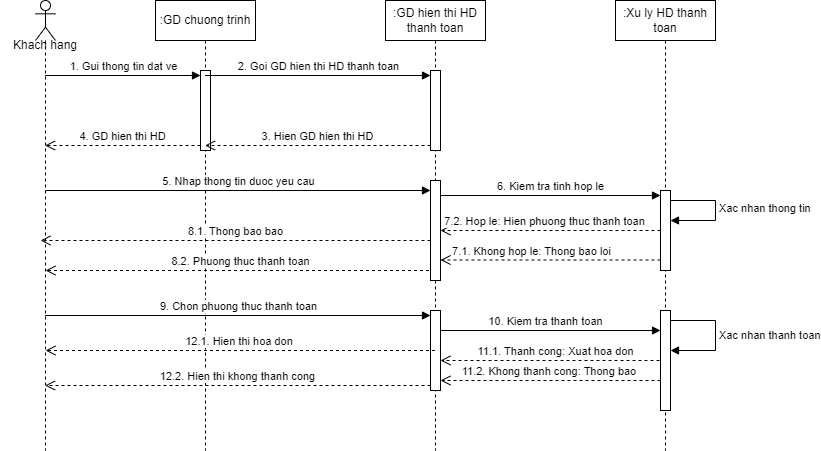 :GD chuong trinh
:GD hien thi HD
thanh toan
:Xu ly HD thanh
toan
Khach hang
1. Gui thong tin dat ve
2. Goi GD hien thi HD thanh toan
4. GD hien thi HD
3. Hien GD hien thi HD
5. Nhap thong tin duoc yeu cau
6. Kiem tra tinh hop le
Xac nhan thong tin
7.2. Hop le: Hien phuong thuc thanh toan
8.1. Thong bao bao
7.1. Khong hop le: Thong bao loi
8.2. Phuong thuc thanh toan
9. Chon phuong thuc thanh toan
10. Kiem tra thanh toan
Xac nhan thanh toan
12.1. Hien thi hoa don
11.1. Thanh cong: Xuat hoa don
11.2. Khong thanh cong: Thong bao
12.2. Hien thi khong thanh cong